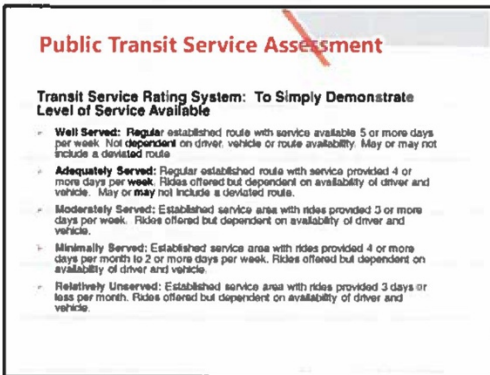 Public Transit Service Assessment
Transit Service Rating System: To Simply Demonstrate
Level of Service Available
Well Served: Regular established route with service available 5 or more days
per week. Not dependent on driver, vehicle or route availability. May or may not
include a deviated route
Adequately Served: Regular established route with service provided 4 or
more days per week. Rides offered but dependent on availability of driver and
vehicle. May or may not include a deviated route.
Moderately Served: Established service area with rides provided 3 or more
days per week. Rides offered but dependent on availability of driver and
vehicle.
Minimally Served: Established service area with rides provided 4 or more
days per month to 2 or more days per week. Rides offered but dependent on
availability of driver and vehicle.
Relatively Unserved: Established service area with rides provided 3 days or
less per month. Rides offered but dependent on availability of driver and
vehicle.